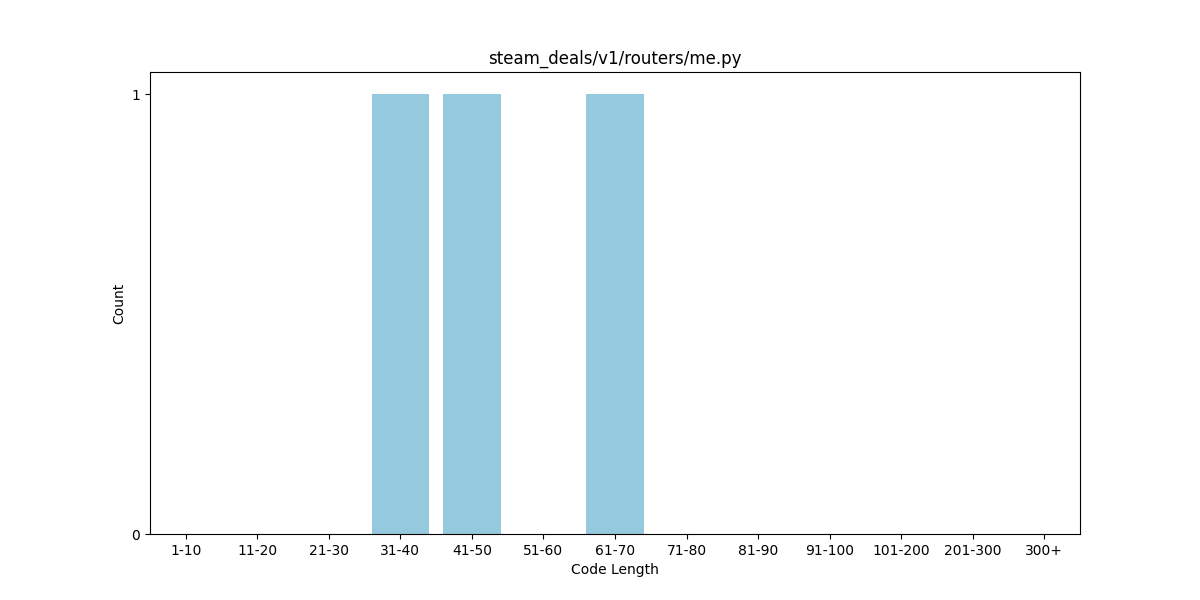 steam_deals/v1/routers/me.py
1
Count
0
1-10 11-20 21-30 31-40 41-50 51-60 61-70 71-80 81-90 91-100 101-200 201-300 300+
Code Length